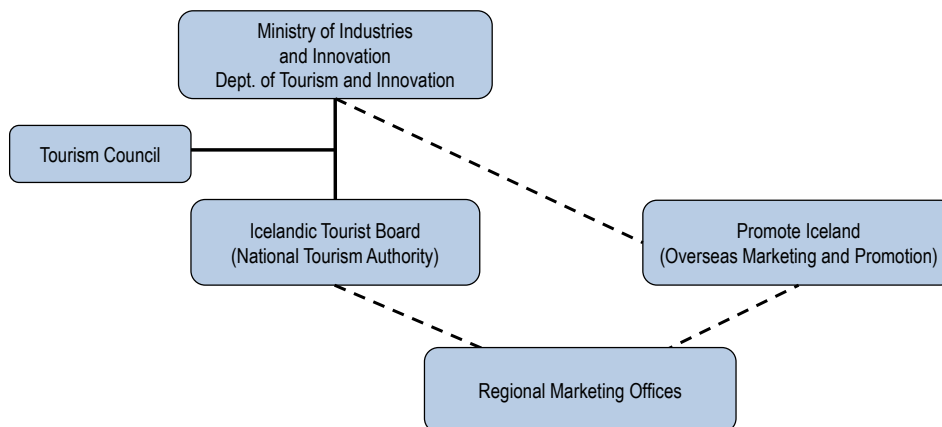 Ministry of Industries
and Innovation
Dept. of Tourism and Innovation
Tourism Council
Icelandic Tourist Board
(National Tourism Authority)
Promote Iceland
(Overseas Marketing and Promotion)
Regional Marketing Offices